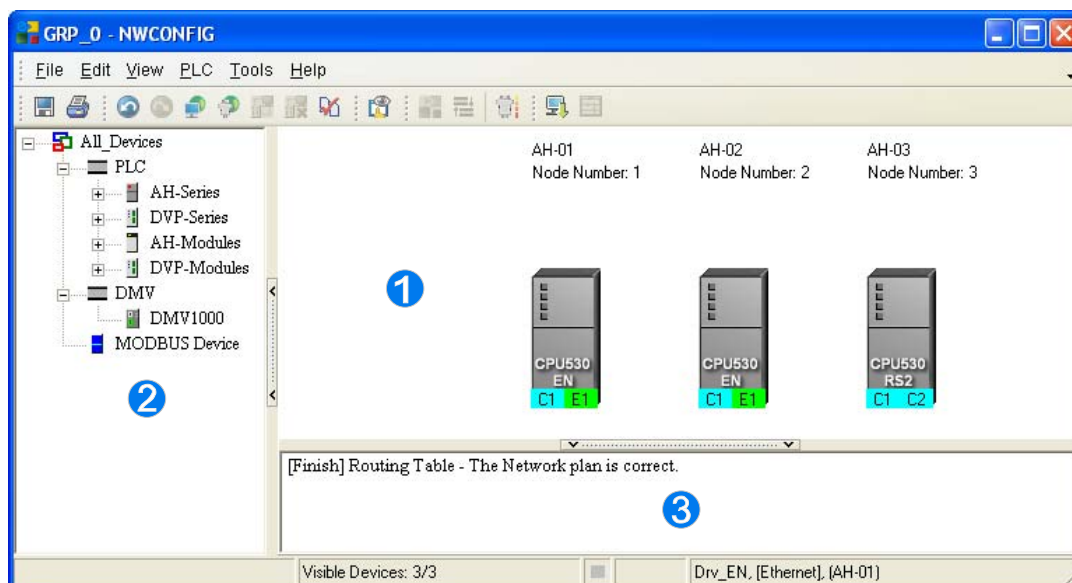 GRP_0 - NWCONFIG
File Edit View PLC Tools Help
All_Devices
PLC
AH-Series
DVP-Series
AH-Modules
DVP-Modules
DMV
DMV1000
MODBUS Device
2
AH-01
Node Number: 1
AH-02
Node Number: 2
AH-03
Node Number: 3
1
CPU530
EN
C1 E1
CPU530
EN
C1 E1
CPU530
RS2
C1 C2
[Finish] Routing Table - The Network plan is correct.
3
Visible Devices: 3/3
Drv_EN, [Ethernet], (AH-01)